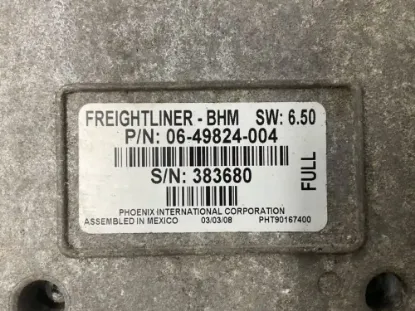 FREIGHTLINER - BHM SW: 6.50
P/N: 06-49824-004
S/N: 383680
FULL
PHOENIX INTERNATIONAL CORPORATION
ASSEMBLED IN MEXICO 03/03/08 PHT90167400